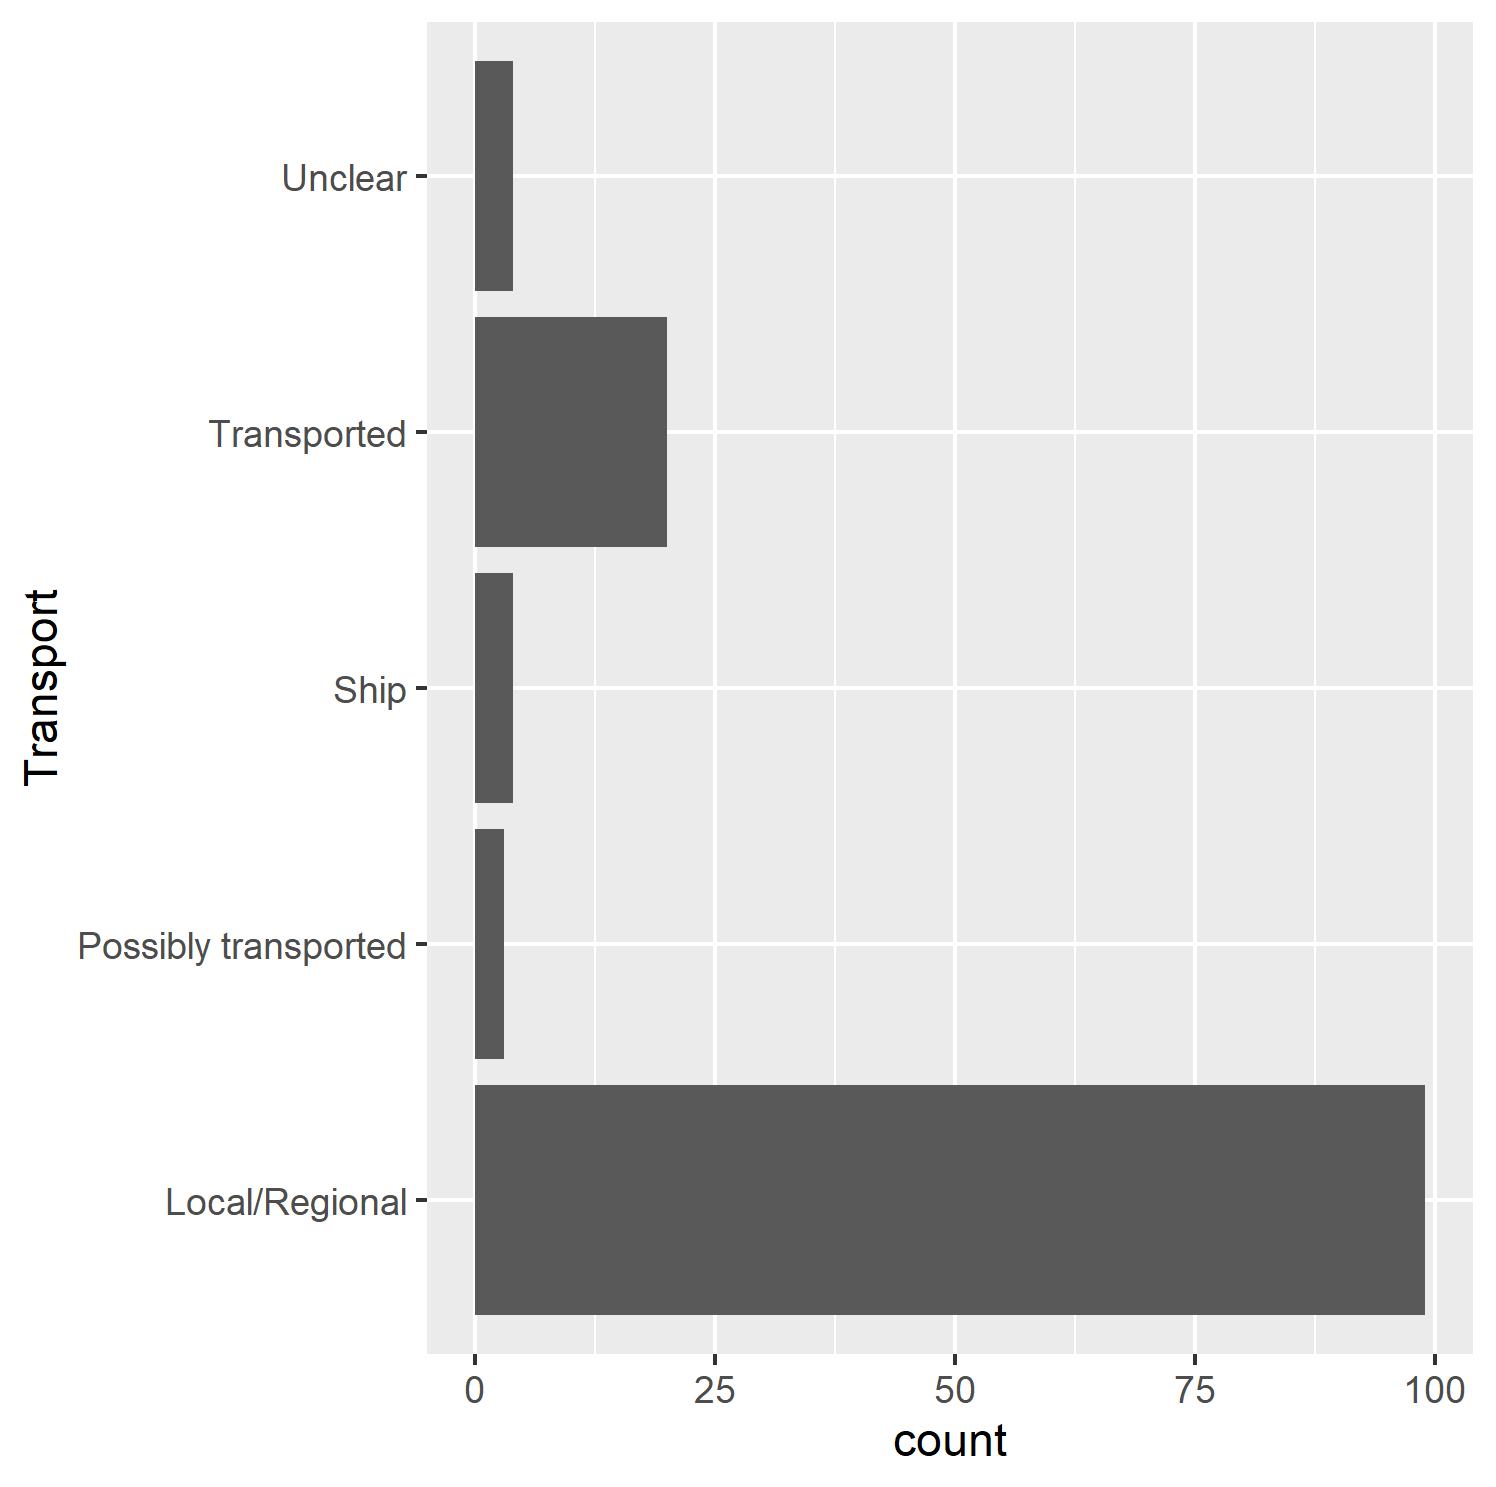 Transport
Unclear
Transported
Ship
Possibly transported
Local/Regional
0 25 50 75 100
count